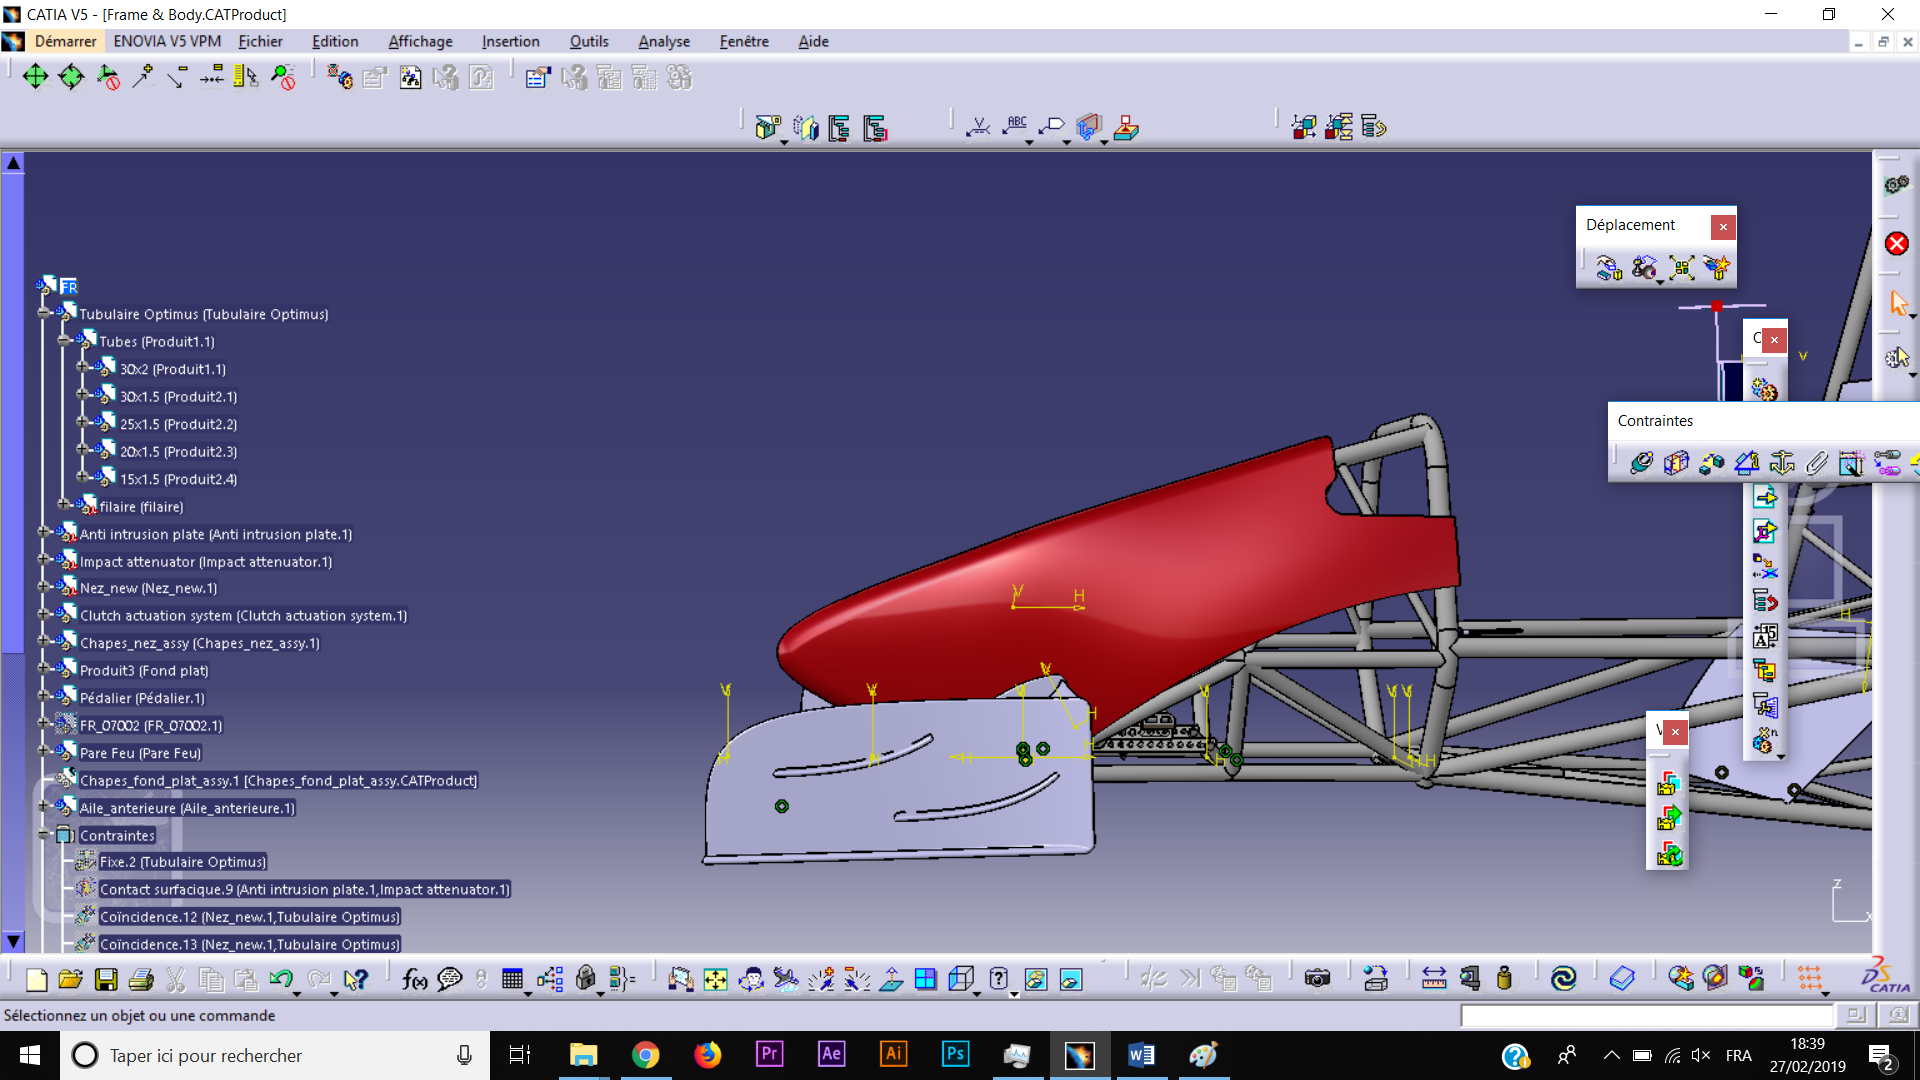 CATIA V5 - [Frame & Body.CATProduct]
Démarrer ENOVIA V5 VPM Fichier Edition Affichage Insertion Outils Analyse Fenêtre Aide
ABC
Déplacement
FR
Tubulaire Optimus (Tubulaire Optimus)
Tubes (Produit1.1)
30x2 (Produit1.1)
30x1.5 (Produit2.1)
25x1.5 (Produit2.2)
20x1.5 (Produit2.3)
15x1.5 (Produit2.4)
filaire (filaire)
Anti intrusion plate (Anti intrusion plate.1)
Impact attenuator (Impact attenuator.1)
Nez_new (Nez_new.1)
Clutch actuation system (Clutch actuation system.1)
Chapes_nez_assy (Chapes_nez_assy.1)
Produit3 (Fond plat)
Pédalier (Pédalier.1)
FR_07002 (FR_07002.1)
Pare Feu (Pare Feu)
Chapes_fond_plat_assy.1 [Chapes_fond_plat_assy.CATProduct]
Aile_anterieure (Aile_anterieure.1)
Contraintes
Fixe.2 (Tubulaire Optimus)
Contact surfacique.9 (Anti intrusion plate.1,Impact attenuator.1)
Coïncidence.12 (Nez_new.1,Tubulaire Optimus)
Coïncidence.13 (Nez_new.1,Tubulaire Optimus)
C
V
Contraintes
V H
V V V V V V V
H H H H H
V
z
x
f(x)
CATIA
Sélectionnez un objet ou une commande
Taper ici pour rechercher
Pr Ae Ai Ps
FRA
18:39
27/02/2019
2